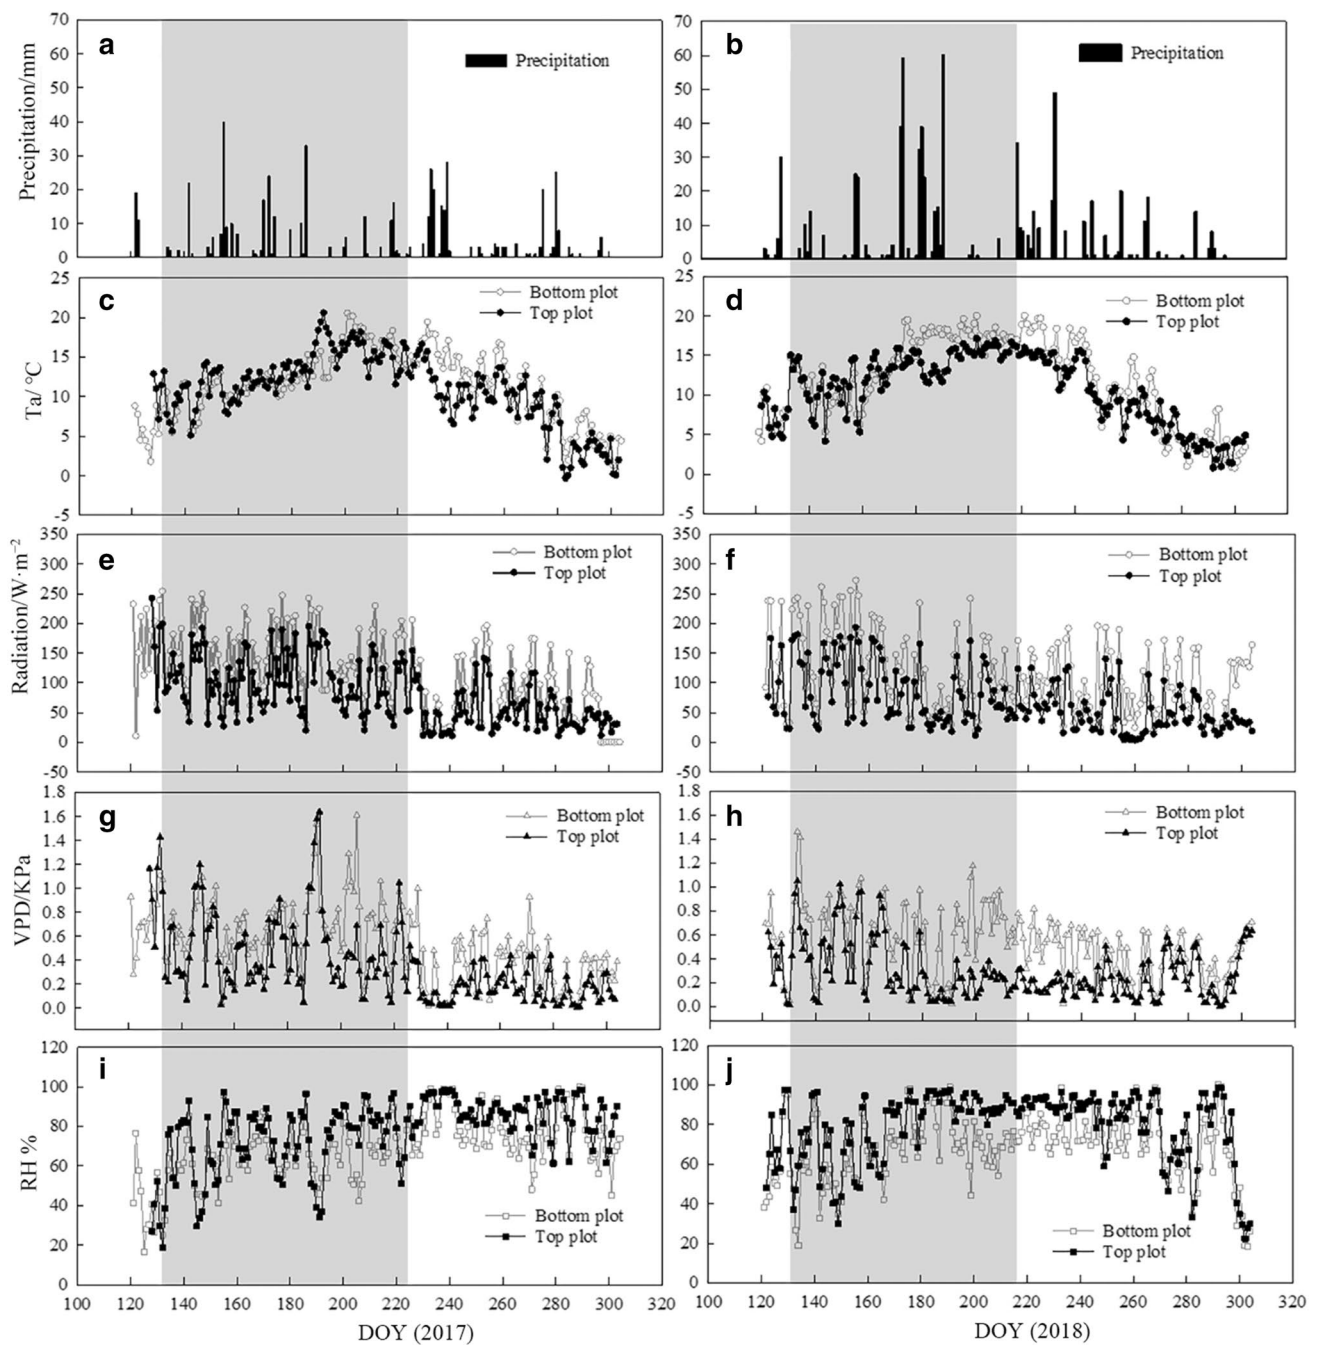 a
Precipitation
Precipitation/mm
70
60
50
40
30
20
10
0
b
Precipitation
70
60
50
40
30
20
10
0
c
Bottom plot
Top plot
Ta/ °C
25
20
15
10
5
0
-5
d
Bottom plot
Top plot
25
20
15
10
5
0
-5
e
Bottom plot
Top plot
Radiation/W·m⁻²
350
300
250
200
150
100
50
0
-50
f
Bottom plot
Top plot
350
300
250
200
150
100
50
0
-50
g
Bottom plot
Top plot
VPD/KPa
1.8
1.6
1.4
1.2
1.0
0.8
0.6
0.4
0.2
0.0
h
Bottom plot
Top plot
1.8
1.6
1.4
1.2
1.0
0.8
0.6
0.4
0.2
0.0
i
Bottom plot
Top plot
RH %
120
100
80
60
40
20
0
100 120 140 160 180 200 220 240 260 280 300 320
DOY (2017)
j
Bottom plot
Top plot
120
100
80
60
40
20
0
100 120 140 160 180 200 220 240 260 280 300 320
DOY (2018)